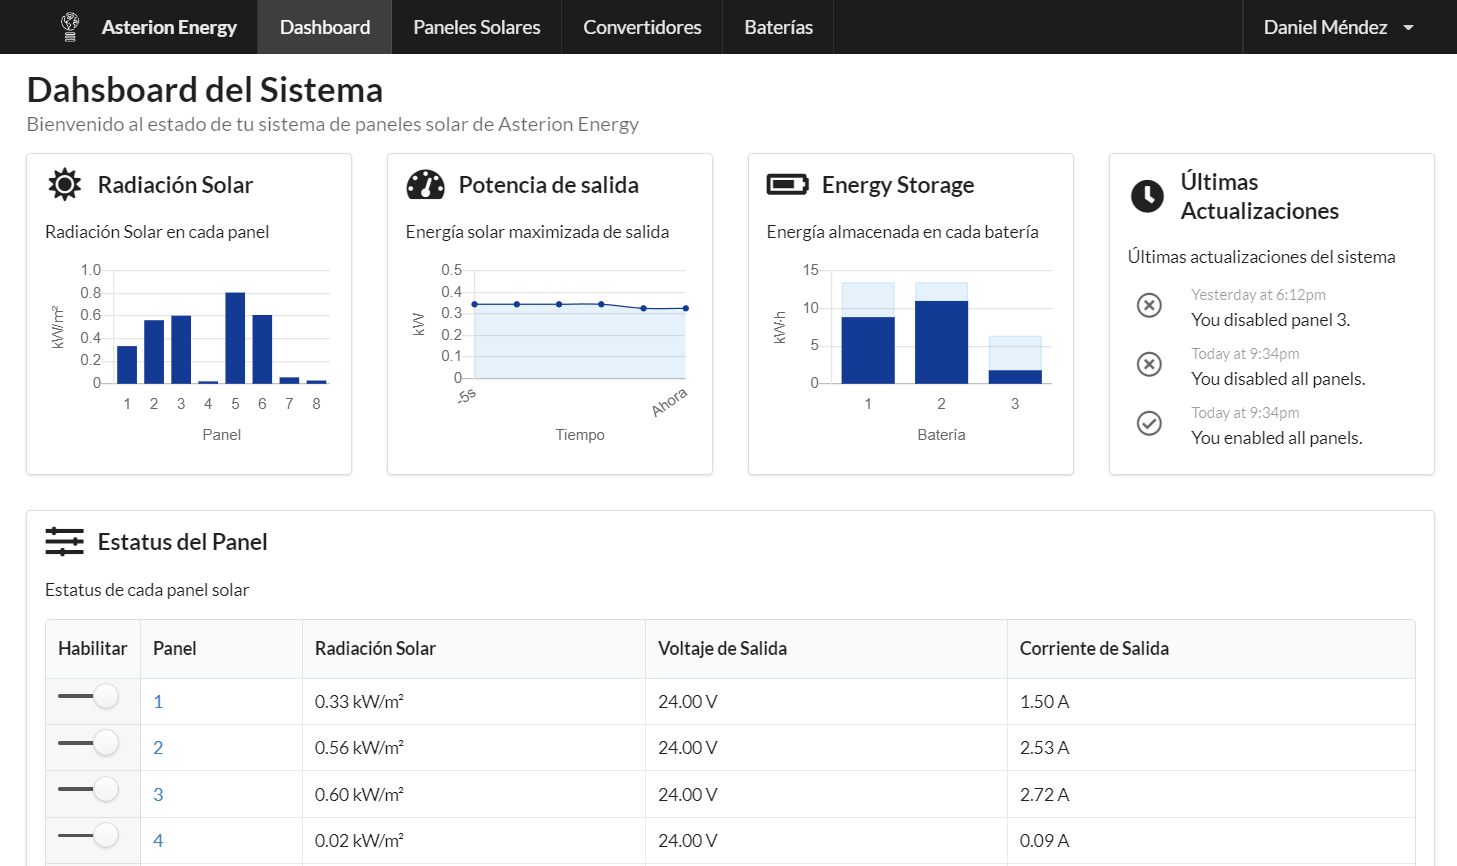 Asterion Energy
Dashboard
Paneles Solares
Convertidores
Baterías
Daniel Méndez
Dahsboard del Sistema
Bienvenido al estado de tu sistema de paneles solar de Asterion Energy
Radiación Solar
Radiación Solar en cada panel
1.0
0.8
0.6
0.4
0.2
0
kW/m²
1 2 3 4 5 6 7 8
Panel
Potencia de salida
Energía solar maximizada de salida
0.5
0.4
0.3
0.2
0.1
0
kW
-5s
Ahora
Tiempo
Energy Storage
Energía almacenada en cada batería
15
10
5
0
kW·h
1 2 3
Batería
Últimas
Actualizaciones
Últimas actualizaciones del sistema
Yesterday at 6:12pm
You disabled panel 3.
Today at 9:34pm
You disabled all panels.
Today at 9:34pm
You enabled all panels.
Estatus del Panel
Estatus de cada panel solar
Habilitar Panel Radiación Solar Voltaje de Salida Corriente de Salida
1 0.33 kW/m² 24.00 V 1.50 A
2 0.56 kW/m² 24.00 V 2.53 A
3 0.60 kW/m² 24.00 V 2.72 A
4 0.02 kW/m² 24.00 V 0.09 A